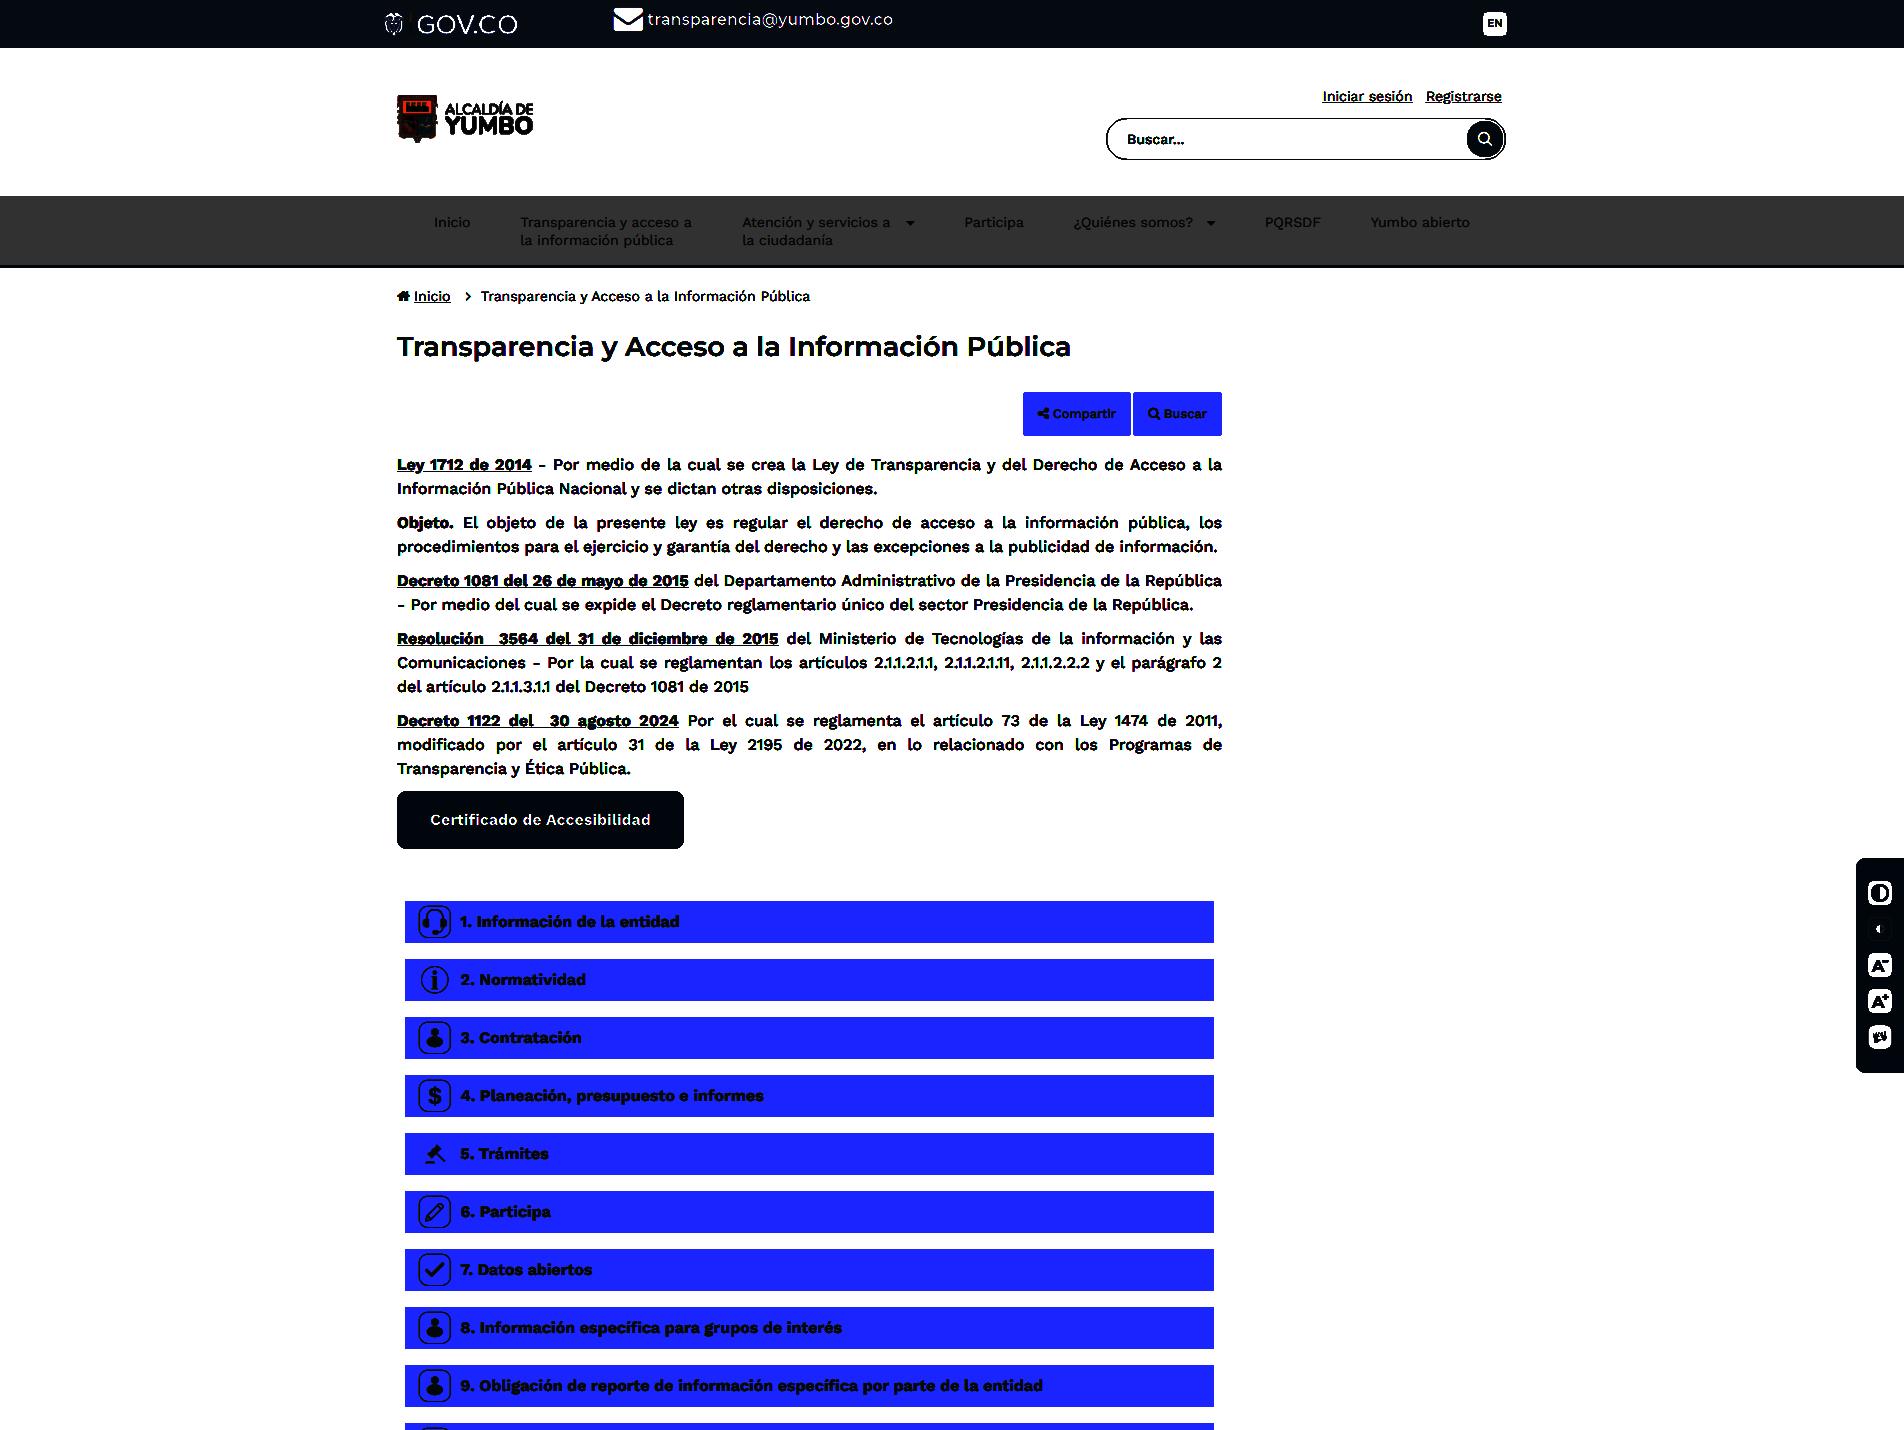 GOV.CO
transparencia@yumbo.gov.co
EN
ALCALDÍA DE
YUMBO
Iniciar sesión Registrarse
Buscar...
Inicio
Transparencia y acceso a
la información pública
Atención y servicios a
la ciudadanía
Participa
¿Quiénes somos?
PQRSDF
Yumbo abierto
Inicio > Transparencia y Acceso a la Información Pública
Transparencia y Acceso a la Información Pública
Compartir Buscar
Ley 1712 de 2014 - Por medio de la cual se crea la Ley de Transparencia y del Derecho de Acceso a la
Información Pública Nacional y se dictan otras disposiciones.
Objeto. El objeto de la presente ley es regular el derecho de acceso a la información pública, los
procedimientos para el ejercicio y garantía del derecho y las excepciones a la publicidad de información.
Decreto 1081 del 26 de mayo de 2015 del Departamento Administrativo de la Presidencia de la República
- Por medio del cual se expide el Decreto reglamentario único del sector Presidencia de la República.
Resolución 3564 del 31 de diciembre de 2015 del Ministerio de Tecnologías de la información y las
Comunicaciones - Por la cual se reglamentan los artículos 2.1.1.2.1.1, 2.1.1.2.1.11, 2.1.1.2.2.2 y el parágrafo 2
del artículo 2.1.1.3.1.1 del Decreto 1081 de 2015
Decreto 1122 del 30 agosto 2024 Por el cual se reglamenta el artículo 73 de la Ley 1474 de 2011,
modificado por el artículo 31 de la Ley 2195 de 2022, en lo relacionado con los Programas de
Transparencia y Ética Pública.
Certificado de Accesibilidad
1. Información de la entidad
2. Normatividad
3. Contratación
4. Planeación, presupuesto e informes
5. Trámites
6. Participa
7. Datos abiertos
8. Información específica para grupos de interés
9. Obligación de reporte de información específica por parte de la entidad
A-
A+